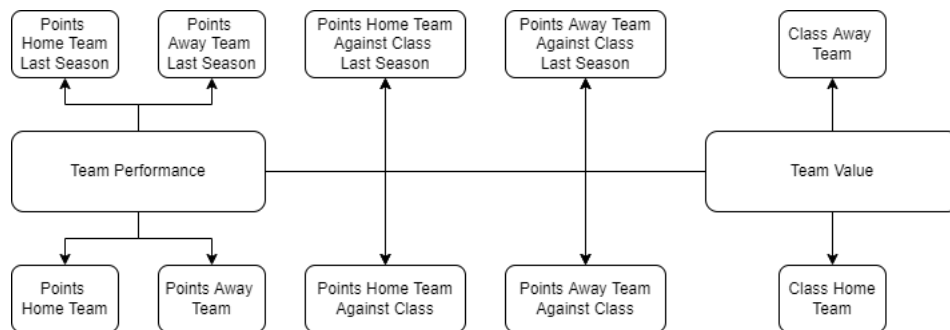 Points
Home Team
Last Season
Points
Away Team
Last Season
Points Home Team
Against Class
Last Season
Points Away Team
Against Class
Last Season
Class Away
Team
Team Performance
Team Value
Points
Home Team
Points Away
Team
Points Home Team
Against Class
Points Away Team
Against Class
Class Home
Team